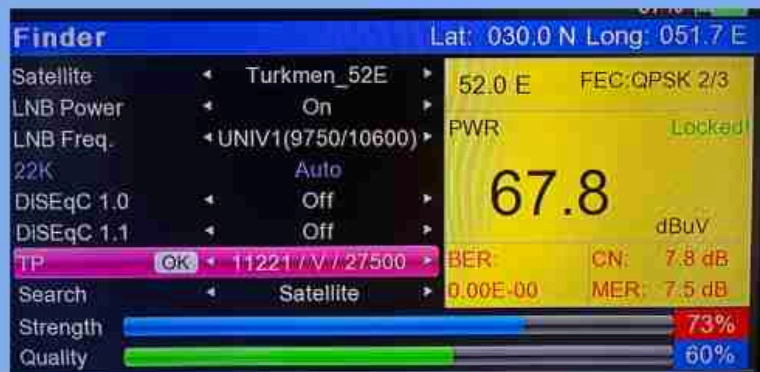 Finder Lat: 030.0 N Long: 051.7 E
Satellite Turkmen_52E
LNB Power On
LNB Freq. UNIV1(9750/10600)
22K Auto
DiSEqC 1.0 Off
DiSEqC 1.1 Off
TP OK 11221 / V / 27500
Search Satellite
52.0 E FEC:QPSK 2/3
PWR Locked!
67.8
dBuV
BER: CN: 7.8 dB
0.00E-00 MER: 7.5 dB
Strength 73%
Quality 60%